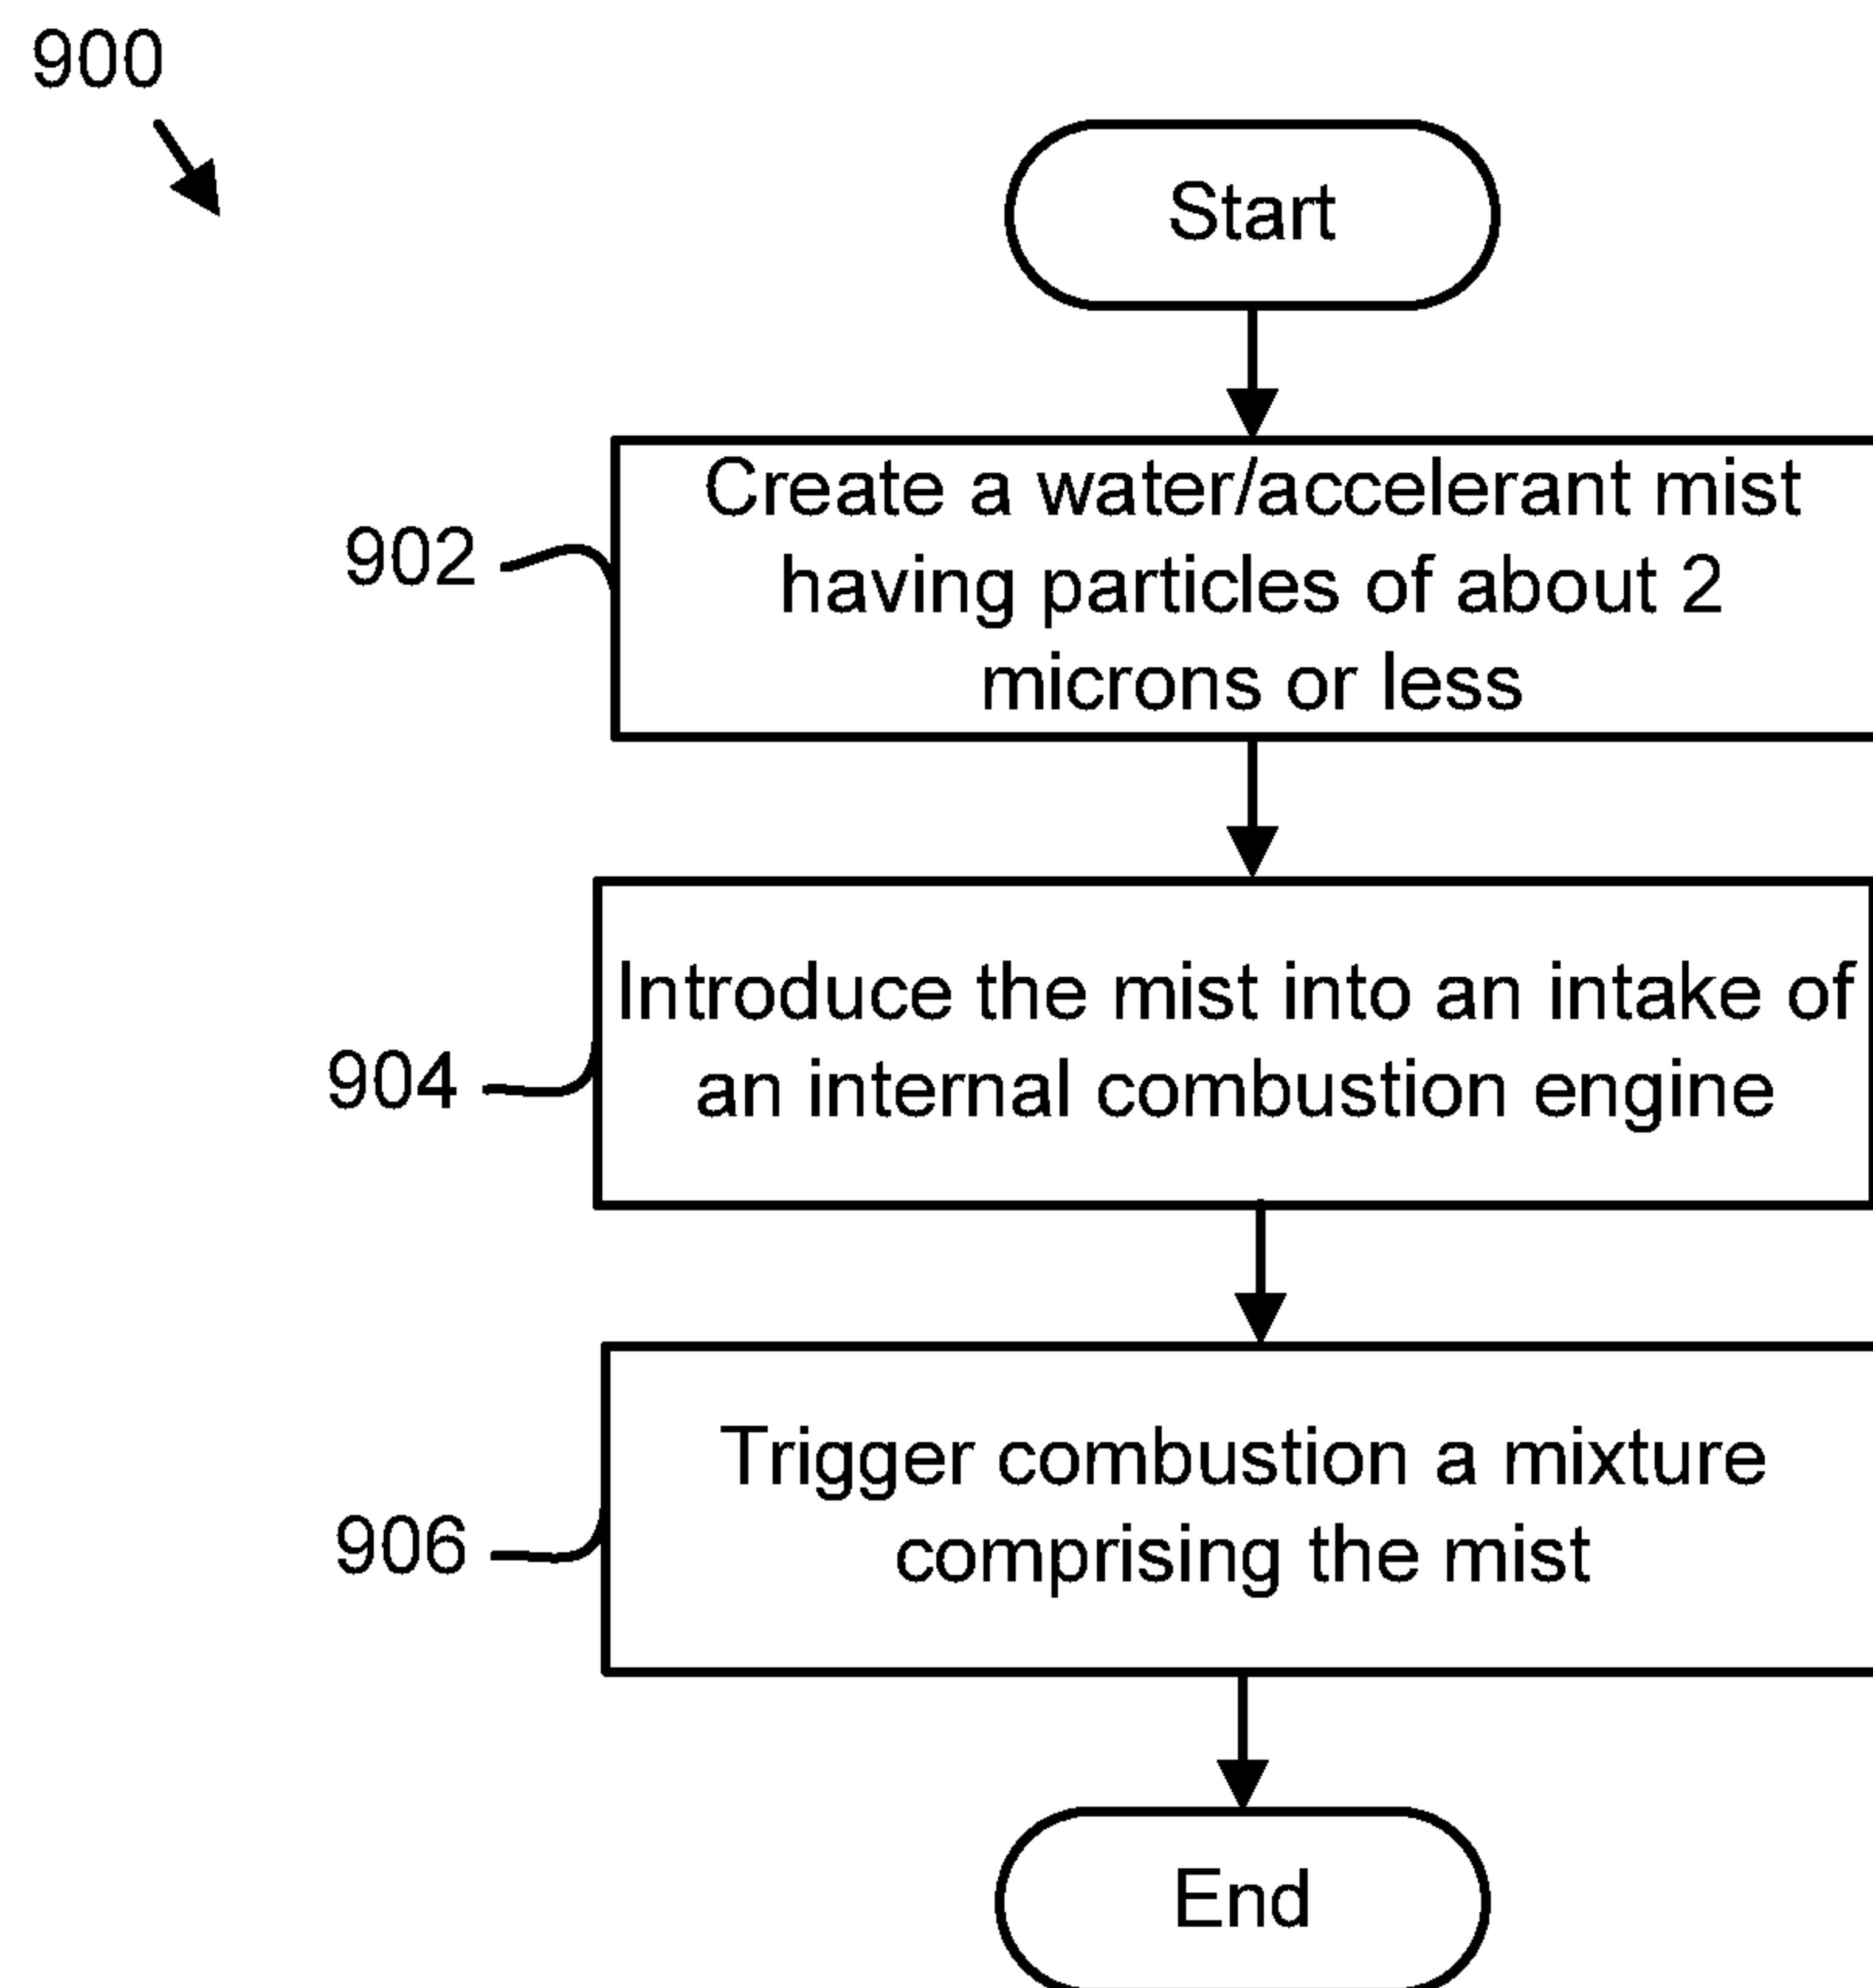 900
Start
902
Create a water/accelerant mist
having particles of about 2
microns or less
904
Introduce the mist into an intake of
an internal combustion engine
906
Trigger combustion a mixture
comprising the mist
End